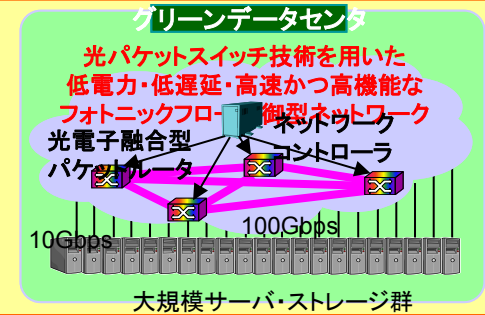 グリーンデータセンタ
光パケットスイッチ技術を用いた
低電力・低遅延・高速かつ高機能な
フォトニックフロー制御型ネットワーク
光電子融合型
パケットルータ
ネットワーク
コントローラ
10Gbps
100Gbps
大規模サーバ・ストレージ群